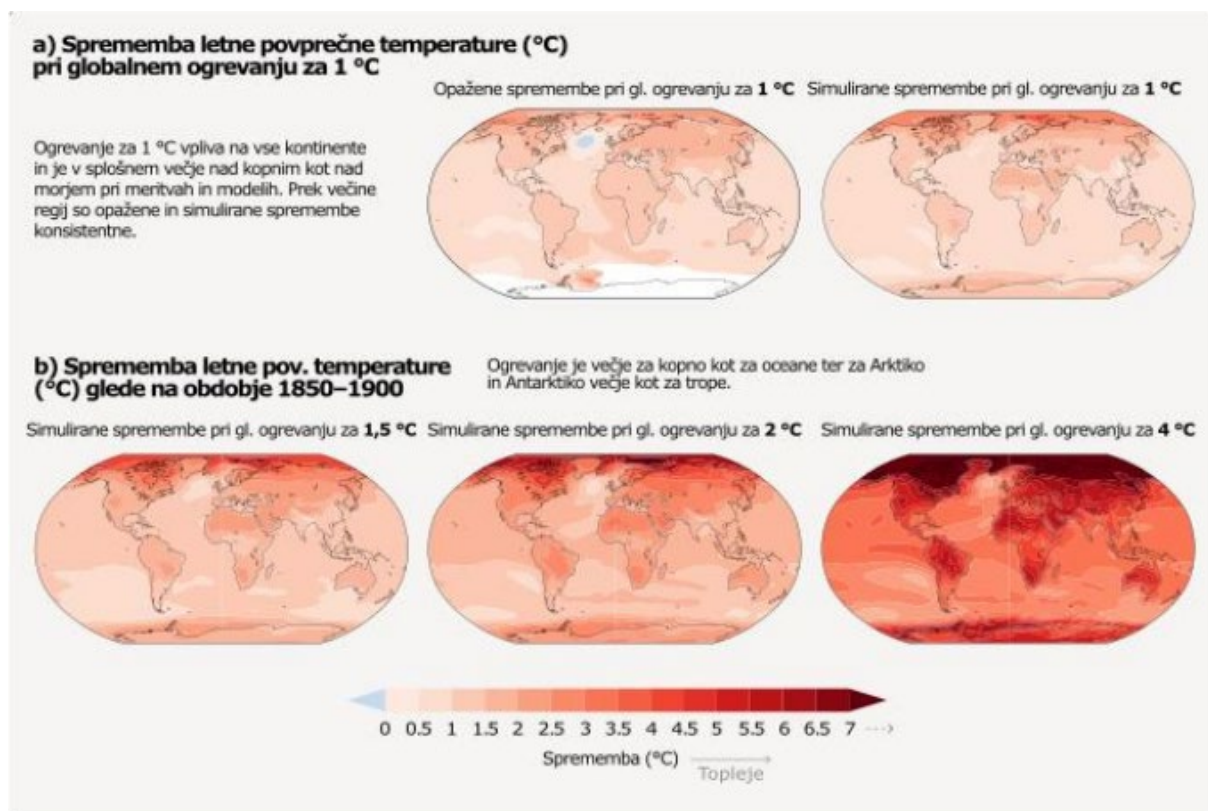 a) Sprememba letne povprečne temperature (°C)
pri globalnem ogrevanju za 1 °C
Opažene spremembe pri gl. ogrevanju za 1 °C
Simulirane spremembe pri gl. ogrevanju za 1 °C
Ogrevanje za 1 °C vpliva na vse kontinente
in je v splošnem večje nad kopnim kot nad
morjem pri meritvah in modelih. Prek večine
regij so opažene in simulirane spremembe
konsistentne.
b) Sprememba letne pov. temperature
(°C) glede na obdobje 1850–1900
Ogrevanje je večje za kopno kot za oceane ter za Arktiko
in Antarktiko večje kot za trope.
Simulirane spremembe pri gl. ogrevanju za 1,5 °C
Simulirane spremembe pri gl. ogrevanju za 2 °C
Simulirane spremembe pri gl. ogrevanju za 4 °C
0 0.5 1 1.5 2 2.5 3 3.5 4 4.5 5 5.5 6 6.5 7
Sprememba (°C)
Topleje